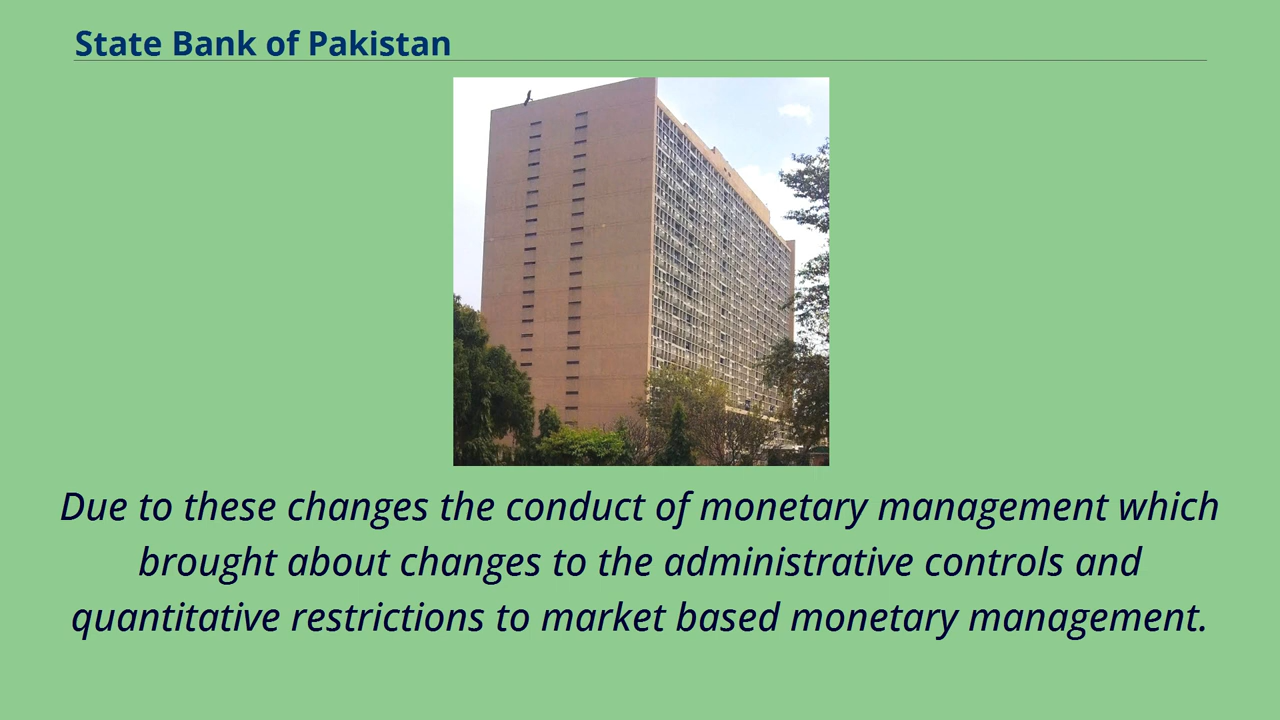 State Bank of Pakistan
Due to these changes the conduct of monetary management which
brought about changes to the administrative controls and
quantitative restrictions to market based monetary management.